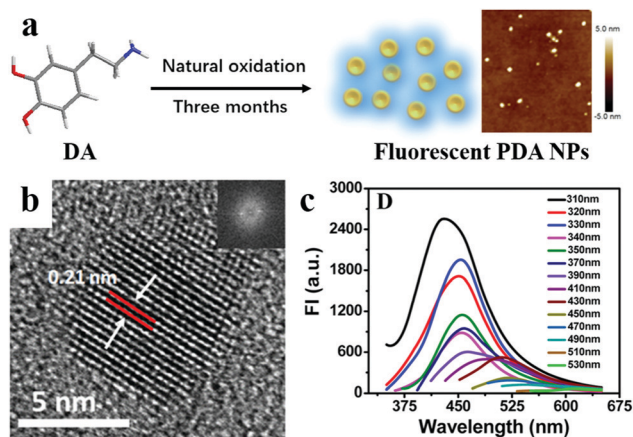 a
DA
Natural oxidation
Three months
Fluorescent PDA NPs
5.0 nm
-5.0 nm
b
0.21 nm
5 nm
c
D
FI (a.u.)
3000
2400
1800
1200
600
0
375 450 525 600 675
Wavelength (nm)
310nm
320nm
330nm
340nm
350nm
370nm
390nm
410nm
430nm
450nm
470nm
490nm
510nm
530nm